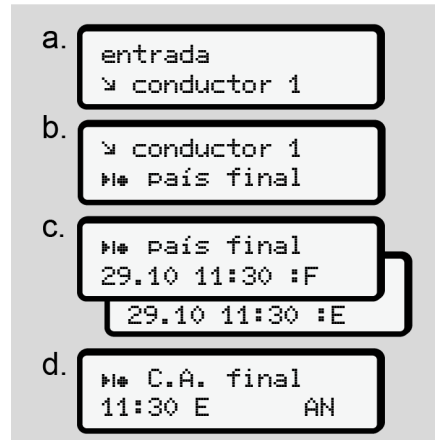 a.
entrada
↘ conductor 1
b.
↘ conductor 1
país final
c.
país final
29.10 11:30 :F
29.10 11:30 :E
d.
C.A. final
11:30 E AN